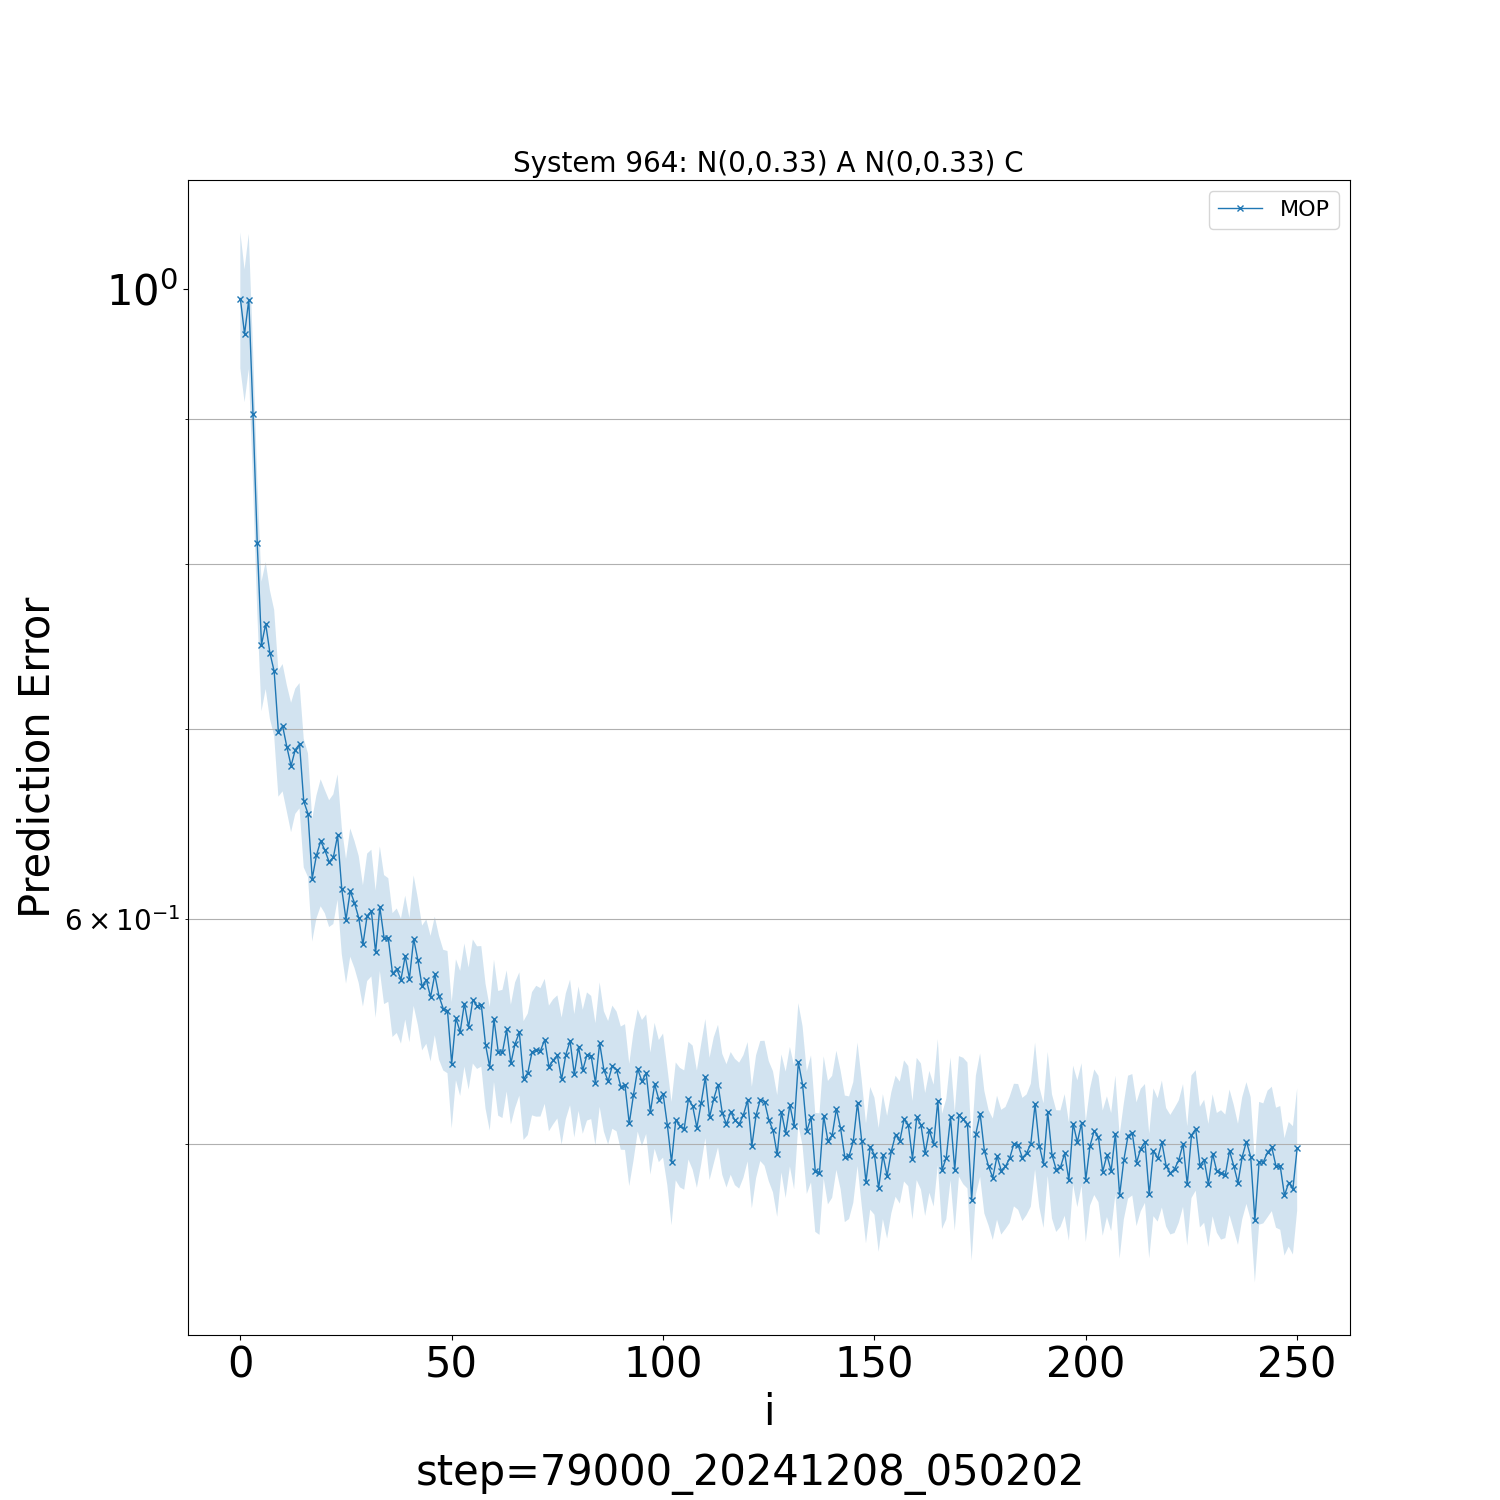 System 964: N(0,0.33) A N(0,0.33) C
MOP
10⁰
Prediction Error
6 × 10⁻¹
0 50 100 150 200 250
i
step=79000_20241208_050202